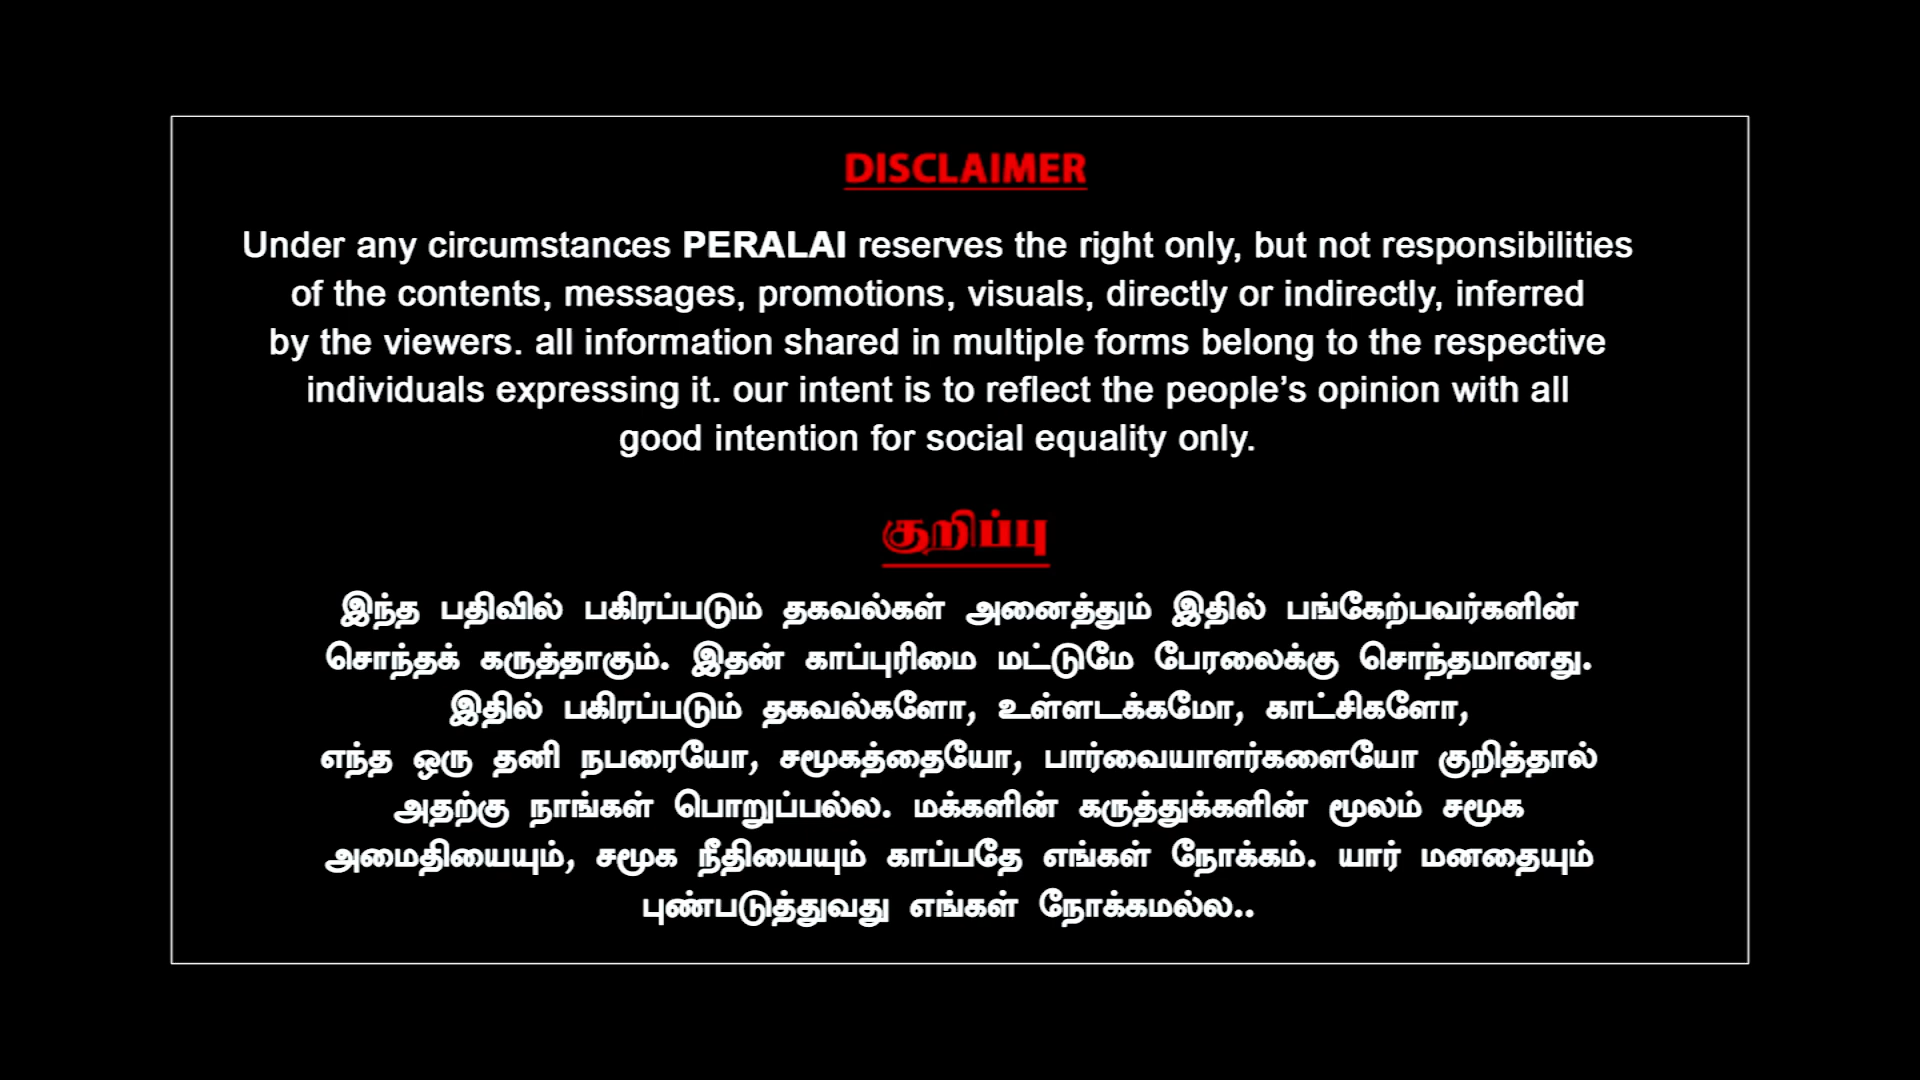 DISCLAIMER
Under any circumstances PERALAI reserves the right only, but not responsibilities
of the contents, messages, promotions, visuals, directly or indirectly, inferred
by the viewers. all information shared in multiple forms belong to the respective
individuals expressing it. our intent is to reflect the people’s opinion with all
good intention for social equality only.
குறிப்பு
இந்த பதிவில் பகிரப்படும் தகவல்கள் அனைத்தும் இதில் பங்கேற்பவர்களின்
சொந்தக் கருத்தாகும். இதன் காப்புரிமை மட்டுமே பேரலைக்கு சொந்தமானது.
இதில் பகிரப்படும் தகவல்களோ, உள்ளடக்கமோ, காட்சிகளோ,
எந்த ஒரு தனி நபரையோ, சமூகத்தையோ, பார்வையாளர்களையோ குறித்தால்
அதற்கு நாங்கள் பொறுப்பல்ல. மக்களின் கருத்துக்களின் மூலம் சமூக
அமைதியையும், சமூக நீதியையும் காப்பதே எங்கள் நோக்கம். யார் மனதையும்
புண்படுத்துவது எங்கள் நோக்கமல்ல..